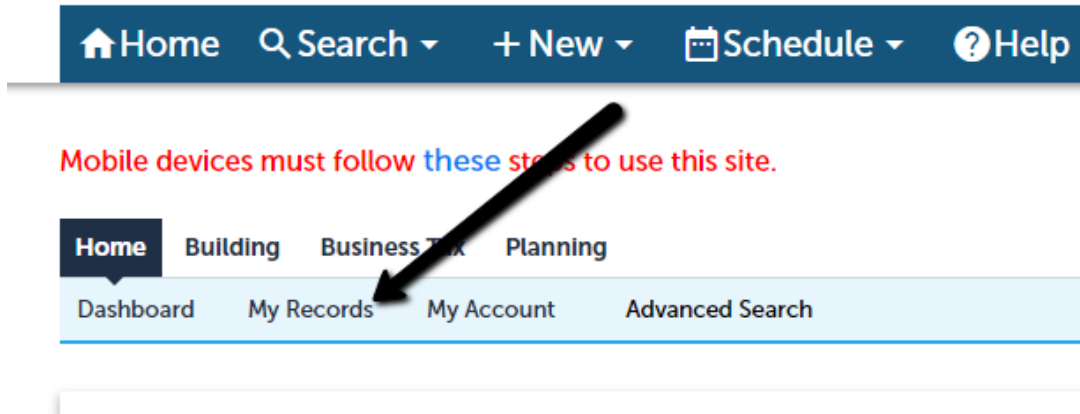 Home Search New Schedule Help
Mobile devices must follow these steps to use this site.
Home Building Business Tax Planning
Dashboard My Records My Account Advanced Search